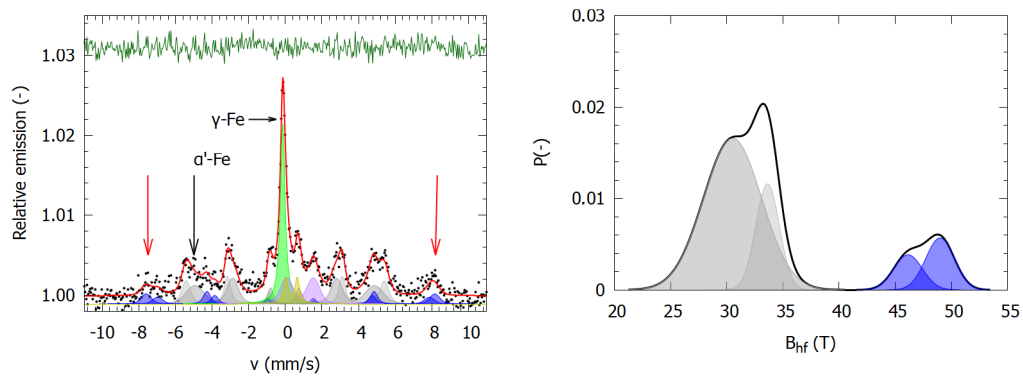 1.03
1.02
1.01
1.00
Relative emission (-)
γ-Fe
α'-Fe
-10 -8 -6 -4 -2 0 2 4 6 8 10
v (mm/s)
0.03
0.02
0.01
0
P(-)
20 25 30 35 40 45 50 55
Bhf (T)